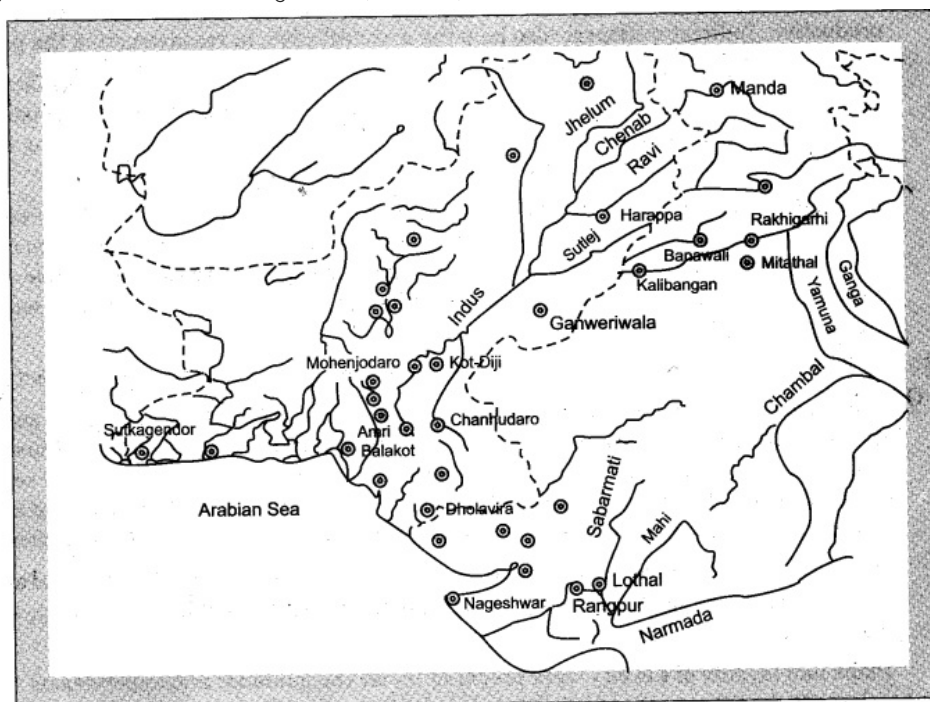 Manda
Jhelum
Chenab
Ravi
Harappa
Rakhigarhi
Sutlej
Banawali
Mitathal
Kalibangan
Indus
Ganweriwala
Yamuna
Ganga
Mohenjodaro
Kot-Diji
Chambal
Chanhudaro
Sutkagendor
Amri
Balakot
Arabian Sea
Dholavira
Sabarmati
Mahi
Lothal
Nageshwar
Rangpur
Narmada